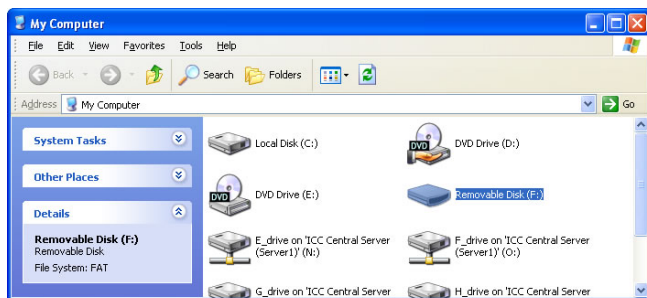 My Computer
File Edit View Favorites Tools Help
Back Search Folders
Address My Computer Go
System Tasks
Other Places
Details
Removable Disk (F:)
Removable Disk
File System: FAT
Local Disk (C:)
DVD Drive (D:)
DVD
DVD Drive (E:)
DVD
Removable Disk (F:)
E_drive on 'ICC Central Server
(Server1)' (N:)
F_drive on 'ICC Central Server
(Server1)' (O:)
G_drive on 'ICC Central Server
H_drive on 'ICC Central Server